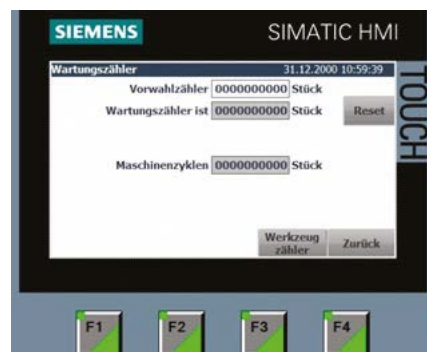 SIEMENS SIMATIC HMI
Wartungszähler 31.12.2000 10:59:39
Vorwahlzähler 0000000000 Stück
Wartungszähler ist 0000000000 Stück Reset
Maschinenzyklen 0000000000 Stück
Werkzeug
zähler Zurück
TOUCH
F1 F2 F3 F4